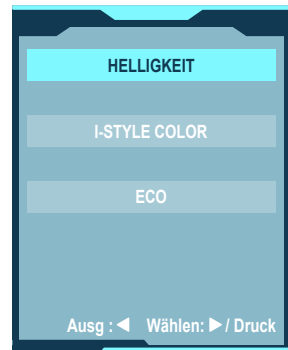 HELLIGKEIT
I-STYLE COLOR
ECO
Ausg :◀ Wählen: ▶/ Druck